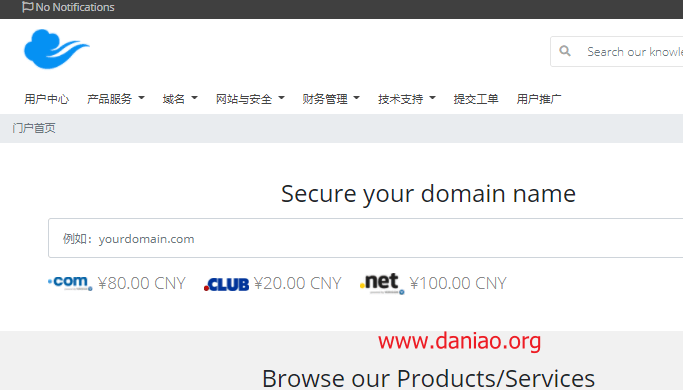 No Notifications
Search our knowle
用户中心 产品服务 域名 网站与安全 财务管理 技术支持 提交工单 用户推广
门户首页
Secure your domain name
例如：yourdomain.com
.com ¥80.00 CNY .CLUB ¥20.00 CNY .net ¥100.00 CNY
www.daniao.org
Browse our Products/Services